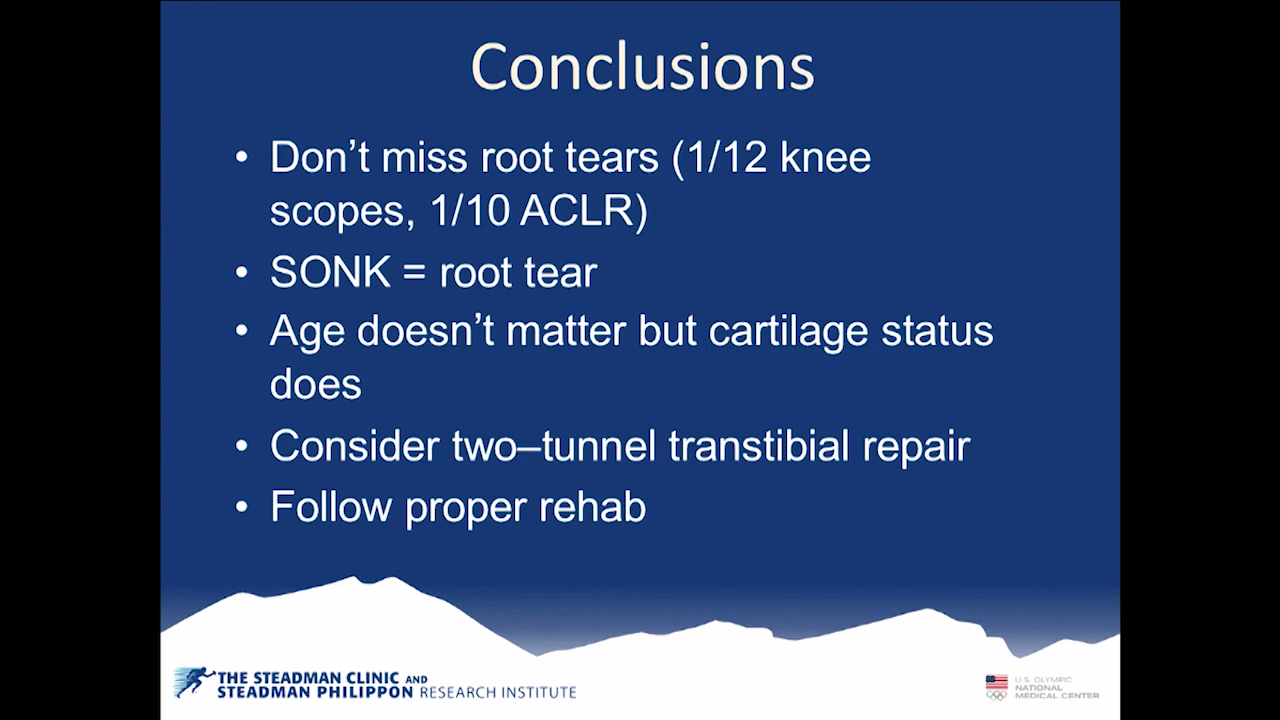 Conclusions
• Don’t miss root tears (1/12 knee
scopes, 1/10 ACLR)
• SONK = root tear
• Age doesn’t matter but cartilage status
does
• Consider two–tunnel transtibial repair
• Follow proper rehab
THE STEADMAN CLINIC AND
STEADMAN PHILIPPON RESEARCH INSTITUTE
U.S. OLYMPIC
NATIONAL
MEDICAL CENTER